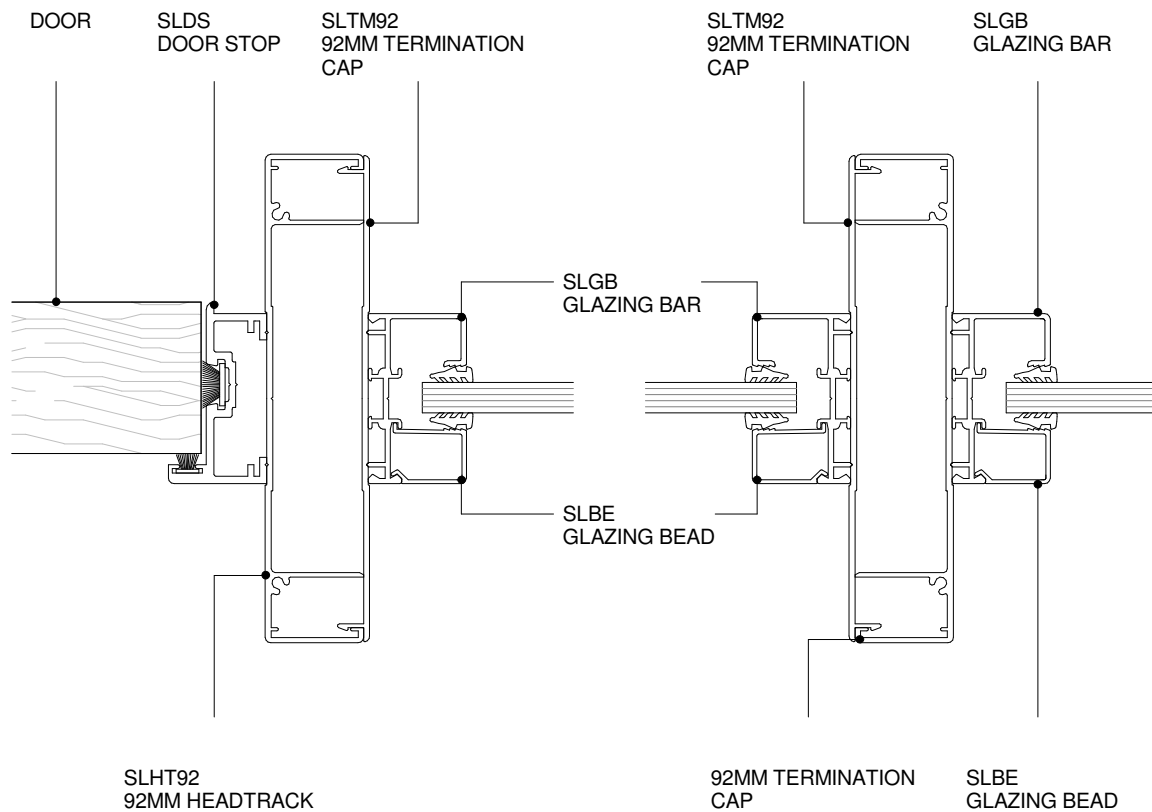 DOOR
SLDS
DOOR STOP
SLTM92
92MM TERMINATION
CAP
SLTM92
92MM TERMINATION
CAP
SLGB
GLAZING BAR
SLGB
GLAZING BAR
SLBE
GLAZING BEAD
SLHT92
92MM HEADTRACK
92MM TERMINATION
CAP
SLBE
GLAZING BEAD